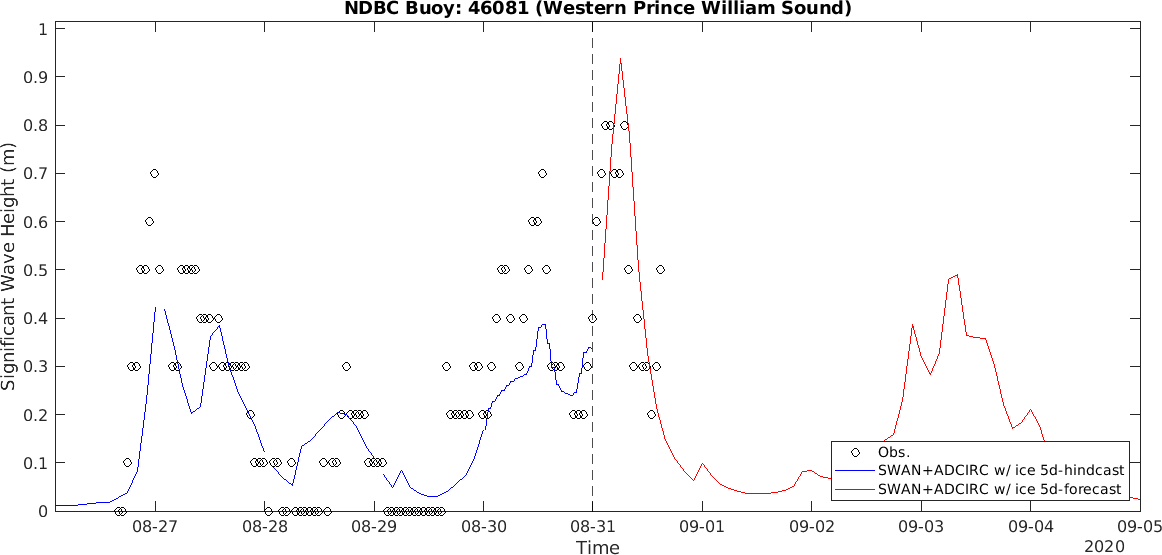 NDBC Buoy: 46081 (Western Prince William Sound)
Significant Wave Height (m)
1
0.9
0.8
0.7
0.6
0.5
0.4
0.3
0.2
0.1
0
Obs.
SWAN+ADCIRC w/ ice 5d-hindcast
SWAN+ADCIRC w/ ice 5d-forecast
08-27 08-28 08-29 08-30 08-31 09-01 09-02 09-03 09-04 09-05
Time
2020